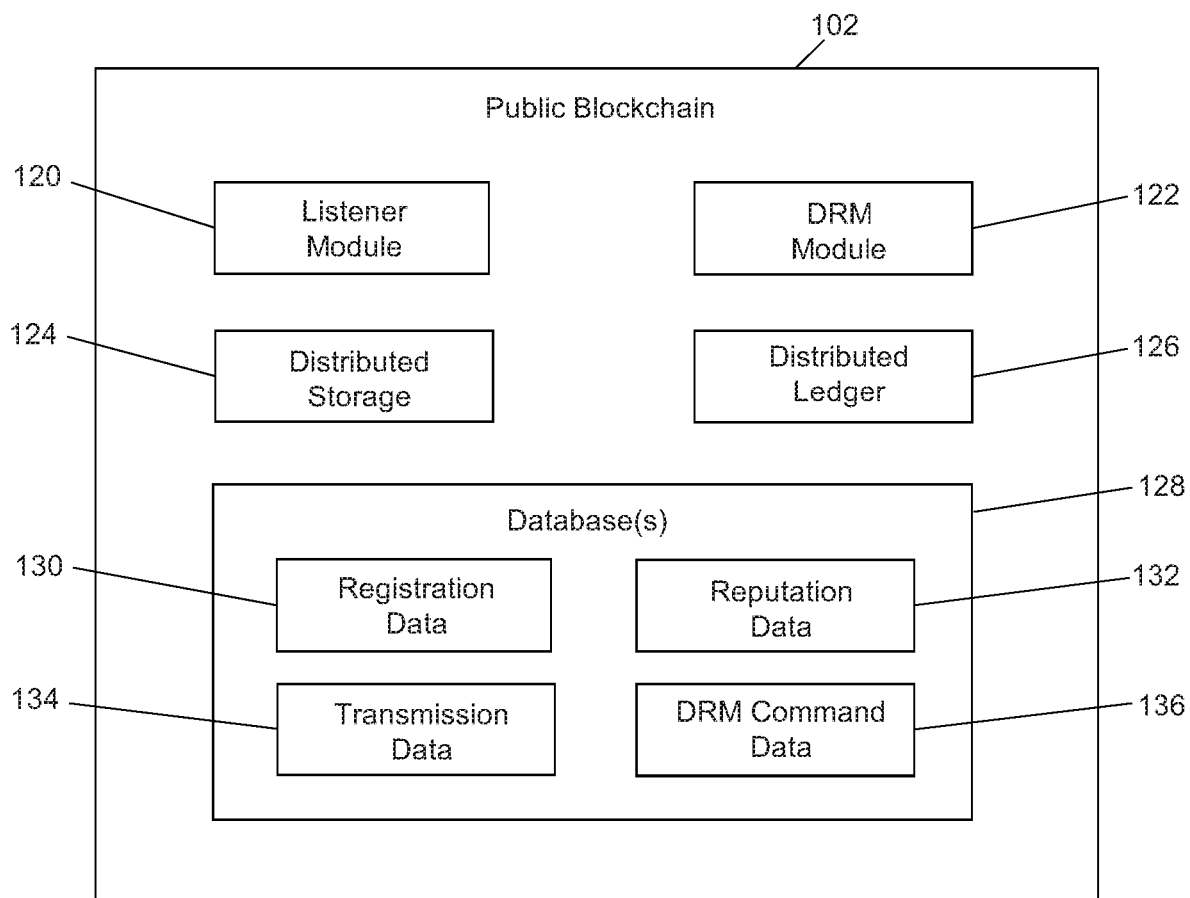 102
Public Blockchain
120
Listener
Module
DRM
Module
122
124
Distributed
Storage
Distributed
Ledger
126
128
Database(s)
130
Registration
Data
Reputation
Data
132
134
Transmission
Data
DRM Command
Data
136